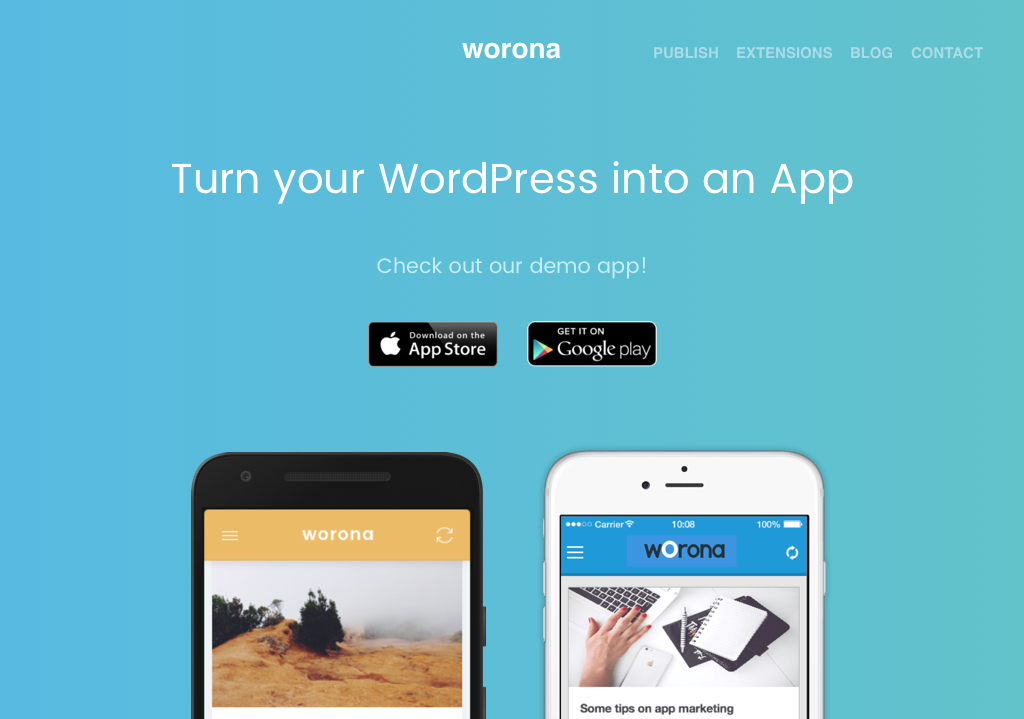 worona
PUBLISH EXTENSIONS BLOG CONTACT
Turn your WordPress into an App
Check out our demo app!
Download on the
App Store
GET IT ON
Google play
worona
Carrier 10:08 100%
wOrona
Some tips on app marketing